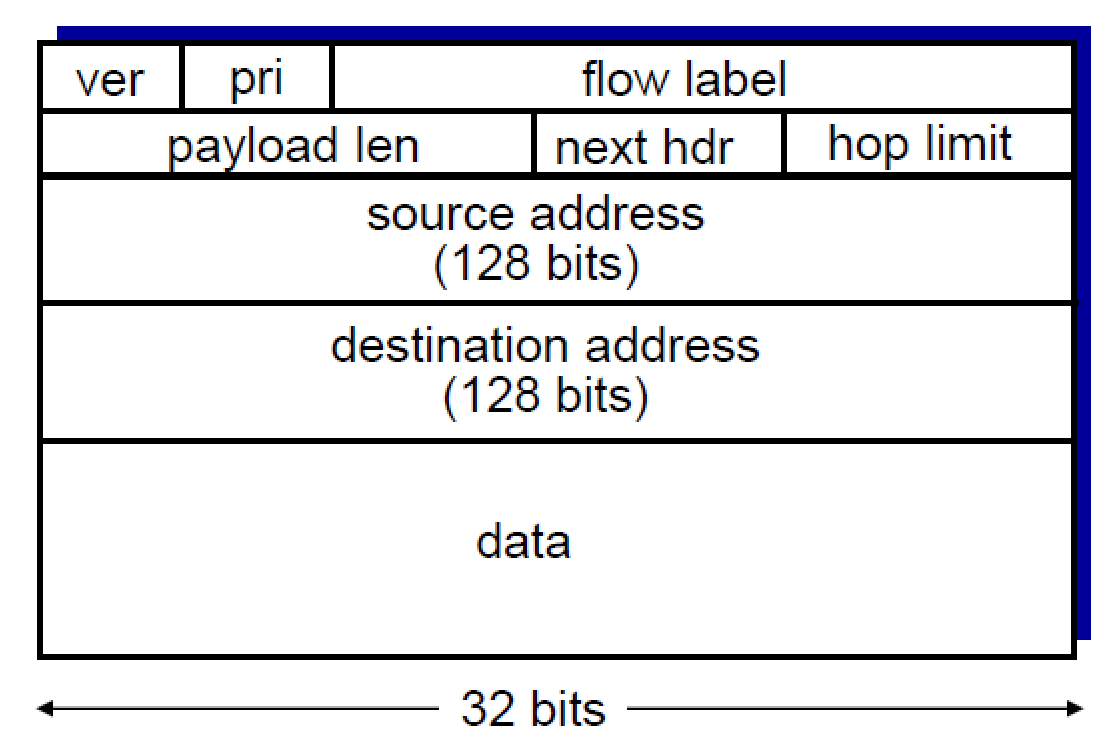 ver pri flow label
payload len next hdr hop limit
source address
(128 bits)
destination address
(128 bits)
data
32 bits